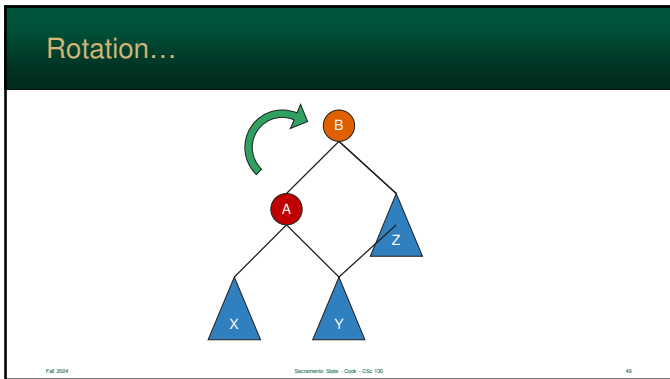 Rotation…
B
A
Z
X
Y
Fall 2024
Sacramento State - Cook - CSc 130
49